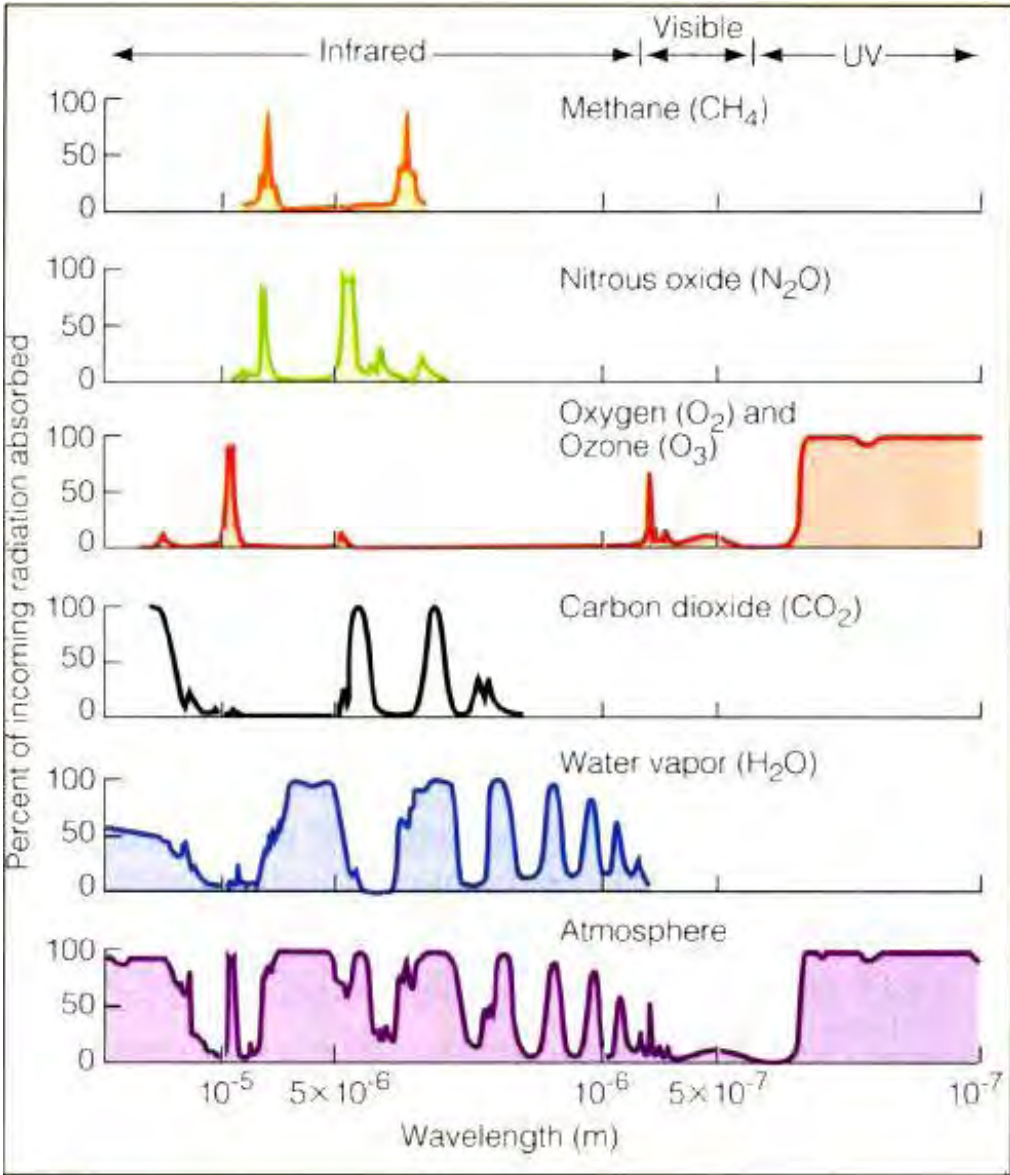 Visible
Infrared
UV
100
50
0
Methane (CH₄)
100
50
0
Nitrous oxide (N₂O)
100
50
0
Oxygen (O₂) and
Ozone (O₃)
100
50
0
Carbon dioxide (CO₂)
100
50
0
Water vapor (H₂O)
100
50
0
Atmosphere
Percent of incoming radiation absorbed
10⁻⁵
5×10⁻⁶
10⁻⁶
5×10⁻⁷
10⁻⁷
Wavelength (m)